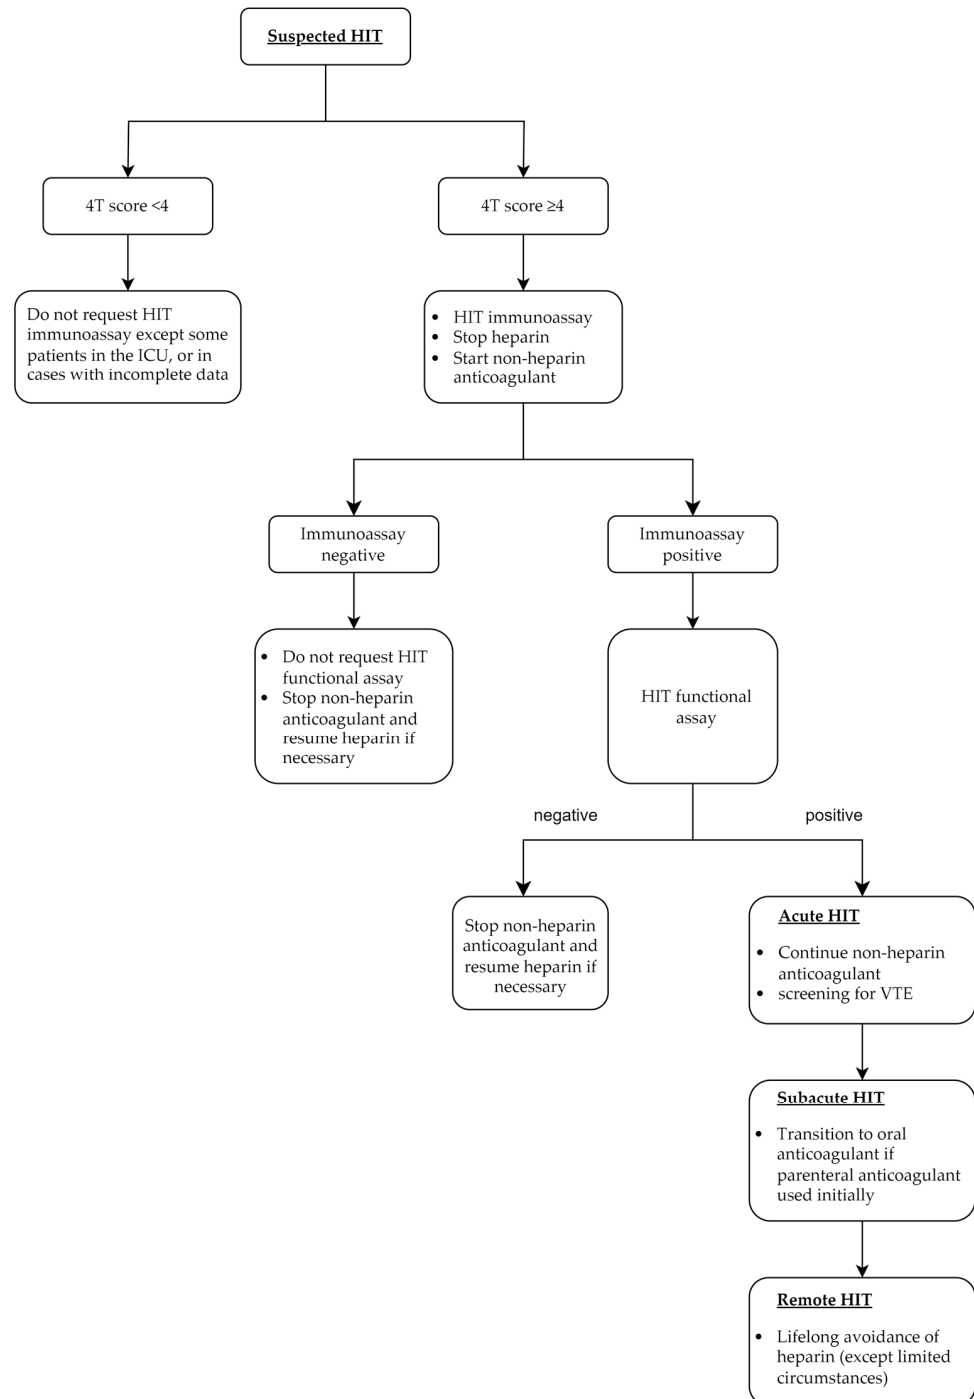 Suspected HIT
4T score <4
4T score ≥4
Do not request HIT
immunoassay except some
patients in the ICU, or in
cases with incomplete data
• HIT immunoassay
• Stop heparin
• Start non-heparin
anticoagulant
Immunoassay
negative
Immunoassay
positive
• Do not request HIT
functional assay
• Stop non-heparin
anticoagulant and
resume heparin if
necessary
HIT functional
assay
negative
positive
Stop non-heparin
anticoagulant and
resume heparin if
necessary
Acute HIT
• Continue non-heparin
anticoagulant
• screening for VTE
Subacute HIT
• Transition to oral
anticoagulant if
parenteral anticoagulant
used initially
Remote HIT
• Lifelong avoidance of
heparin (except limited
circumstances)